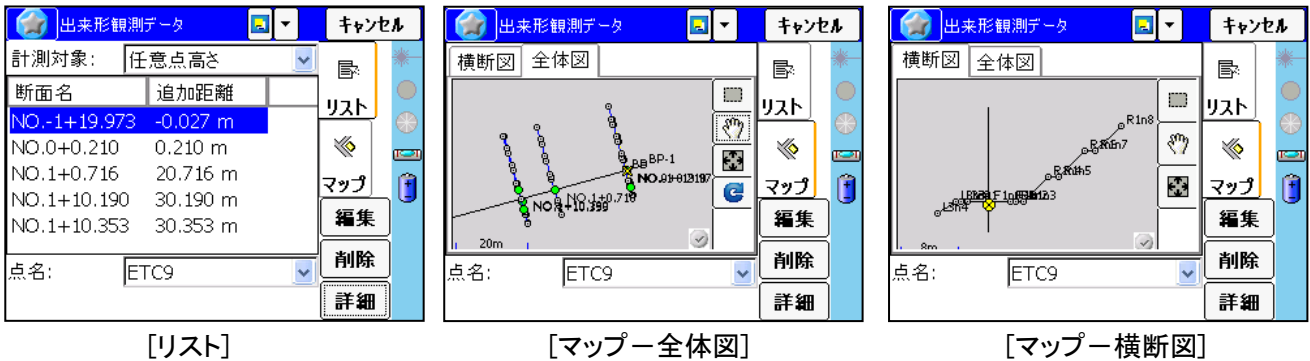 出来形観測データ キャンセル
計測対象: 任意点高さ
断面名 追加距離
NO.-1+19.973 -0.027 m
NO.0+0.210 0.210 m
NO.1+0.716 20.716 m
NO.1+10.190 30.190 m
NO.1+10.353 30.353 m
点名: ETC9
リスト
マップ
編集
削除
詳細
[リスト]
出来形観測データ キャンセル
横断図 全体図
BP-1
20m
点名: ETC9
リスト
マップ
編集
削除
詳細
[マップー全体図]
出来形観測データ キャンセル
横断図 全体図
R1n8
L3n4
8m
点名: ETC9
リスト
マップ
編集
削除
詳細
[マップー横断図]